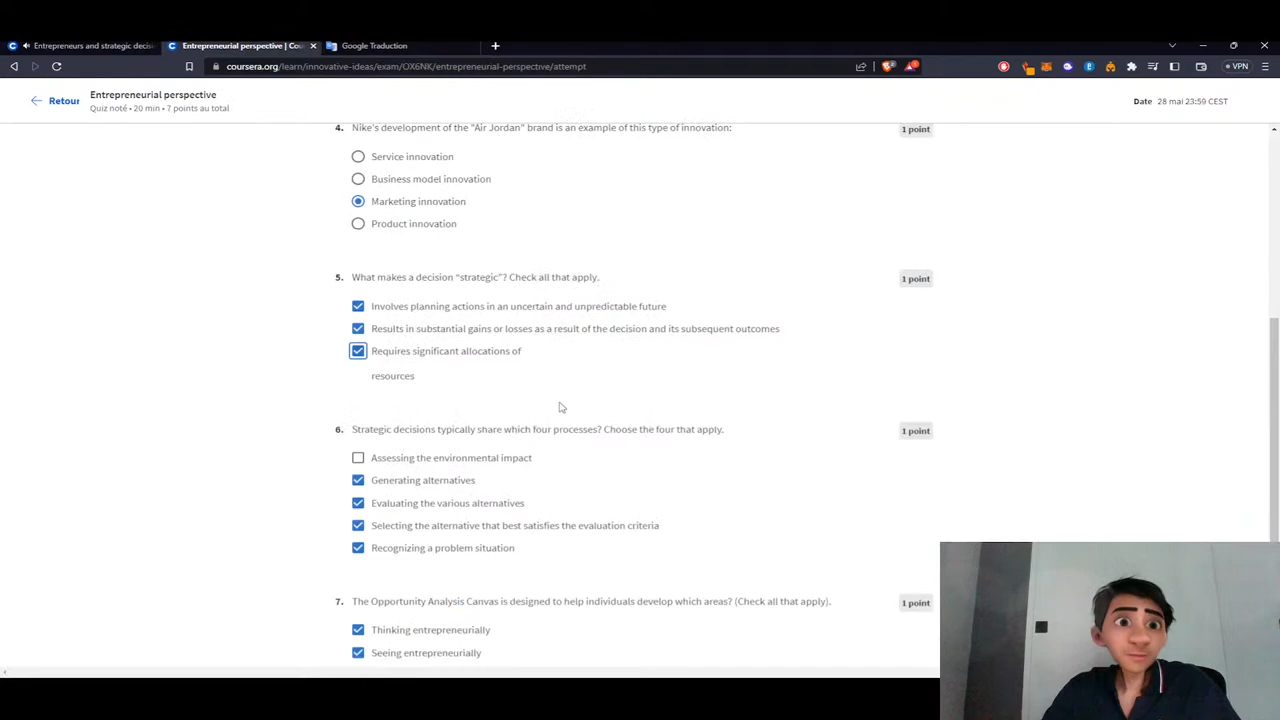 Entrepreneurs and strategic decisi
Entrepreneurial perspective | Cou
Google Traduction
coursera.org/learn/innovative-ideas/exam/OX6NK/entrepreneurial-perspective/attempt
VPN
Retour
Entrepreneurial perspective
Quiz noté • 20 min • 7 points au total
Date 28 mai 23:59 CEST
4. Nike's development of the "Air Jordan" brand is an example of this type of innovation:
1 point
Service innovation
Business model innovation
Marketing innovation
Product innovation
5. What makes a decision "strategic"? Check all that apply.
1 point
Involves planning actions in an uncertain and unpredictable future
Results in substantial gains or losses as a result of the decision and its subsequent outcomes
Requires significant allocations of
resources
6. Strategic decisions typically share which four processes? Choose the four that apply.
1 point
Assessing the environmental impact
Generating alternatives
Evaluating the various alternatives
Selecting the alternative that best satisfies the evaluation criteria
Recognizing a problem situation
7. The Opportunity Analysis Canvas is designed to help individuals develop which areas? (Check all that apply).
1 point
Thinking entrepreneurially
Seeing entrepreneurially